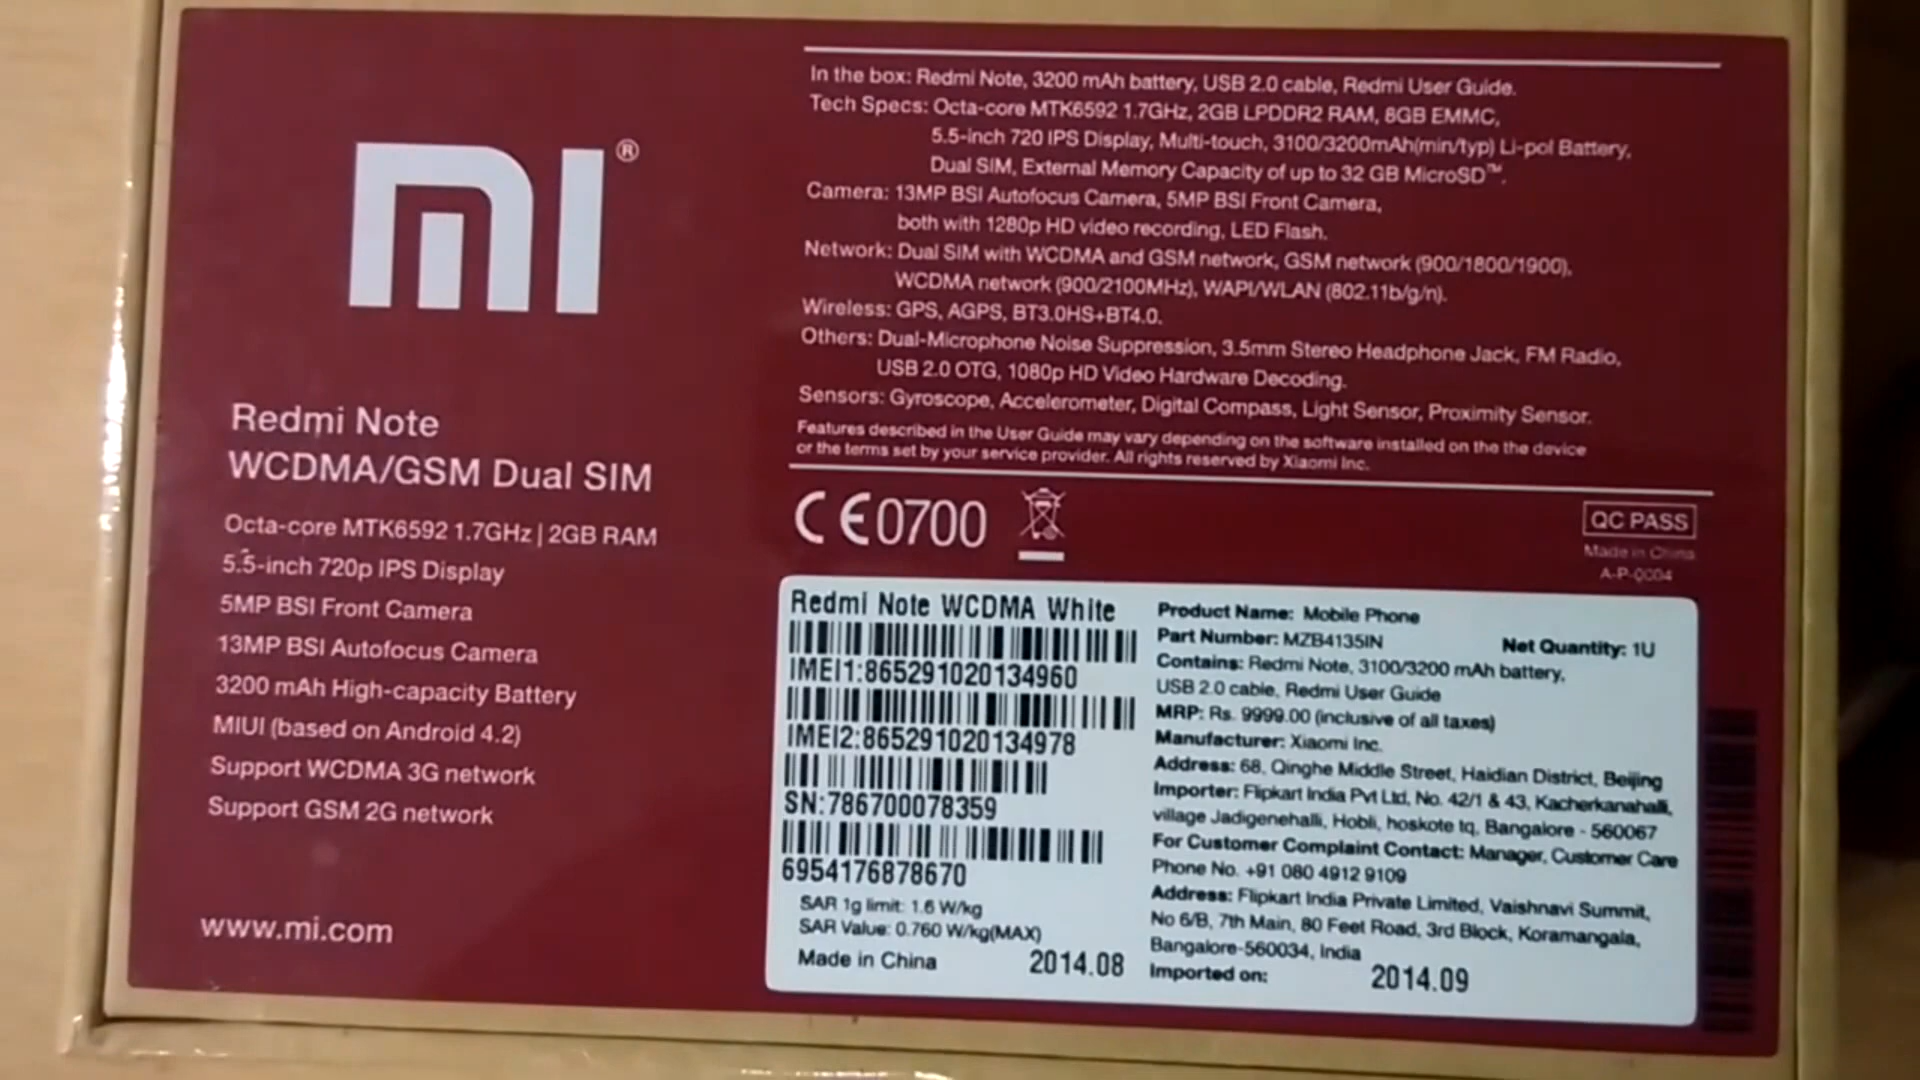 mi®
Redmi Note
WCDMA/GSM Dual SIM
Octa-core MTK6592 1.7GHz | 2GB RAM
5.5-inch 720p IPS Display
5MP BSI Front Camera
13MP BSI Autofocus Camera
3200 mAh High-capacity Battery
MIUI (based on Android 4.2)
Support WCDMA 3G network
Support GSM 2G network
www.mi.com
In the box: Redmi Note, 3200 mAh battery, USB 2.0 cable, Redmi User Guide.
Tech Specs: Octa-core MTK6592 1.7GHz, 2GB LPDDR2 RAM, 8GB EMMC,
5.5-inch 720 IPS Display, Multi-touch, 3100/3200mAh(min/typ) Li-pol Battery,
Dual SIM, External Memory Capacity of up to 32 GB MicroSD™.
Camera: 13MP BSI Autofocus Camera, 5MP BSI Front Camera,
both with 1280p HD video recording, LED Flash.
Network: Dual SIM with WCDMA and GSM network, GSM network (900/1800/1900),
WCDMA network (900/2100MHz), WAPI/WLAN (802.11b/g/n).
Wireless: GPS, AGPS, BT3.0HS+BT4.0.
Others: Dual-Microphone Noise Suppression, 3.5mm Stereo Headphone Jack, FM Radio,
USB 2.0 OTG, 1080p HD Video Hardware Decoding.
Sensors: Gyroscope, Accelerometer, Digital Compass, Light Sensor, Proximity Sensor.
Features described in the User Guide may vary depending on the software installed on the the device
or the terms set by your service provider. All rights reserved by Xiaomi Inc.
CE0700
QC PASS
Made in China
A-P-0004
Redmi Note WCDMA White
IMEI1:865291020134960
IMEI2:865291020134978
SN:786700078359
6954176878670
SAR 1g limit: 1.6 W/kg
SAR Value: 0.760 W/kg(MAX)
Made in China 2014.08
Product Name: Mobile Phone
Part Number: MZB4135IN Net Quantity: 1U
Contains: Redmi Note, 3100/3200 mAh battery,
USB 2.0 cable, Redmi User Guide
MRP: Rs. 9999.00 (inclusive of all taxes)
Manufacturer: Xiaomi Inc.
Address: 68, Qinghe Middle Street, Haidian District, Beijing
Importer: Flipkart India Pvt Ltd, No. 42/1 & 43, Kacherkanahalli,
village Jadigenehalli, Hobli, hoskote tq, Bangalore - 560067
For Customer Complaint Contact: Manager, Customer Care
Phone No. +91 080 4912 9109
Address: Flipkart India Private Limited, Vaishnavi Summit,
No 6/B, 7th Main, 80 Feet Road, 3rd Block, Koramangala,
Bangalore-560034, India
Imported on: 2014.09